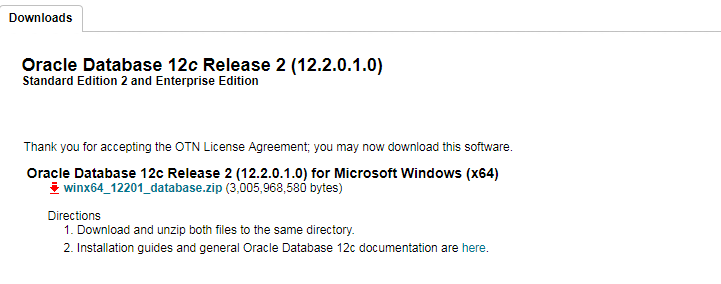 Downloads
Oracle Database 12c Release 2 (12.2.0.1.0)
Standard Edition 2 and Enterprise Edition
Thank you for accepting the OTN License Agreement; you may now download this software.
Oracle Database 12c Release 2 (12.2.0.1.0) for Microsoft Windows (x64)
winx64_12201_database.zip (3,005,968,580 bytes)
Directions
1. Download and unzip both files to the same directory.
2. Installation guides and general Oracle Database 12c documentation are here.